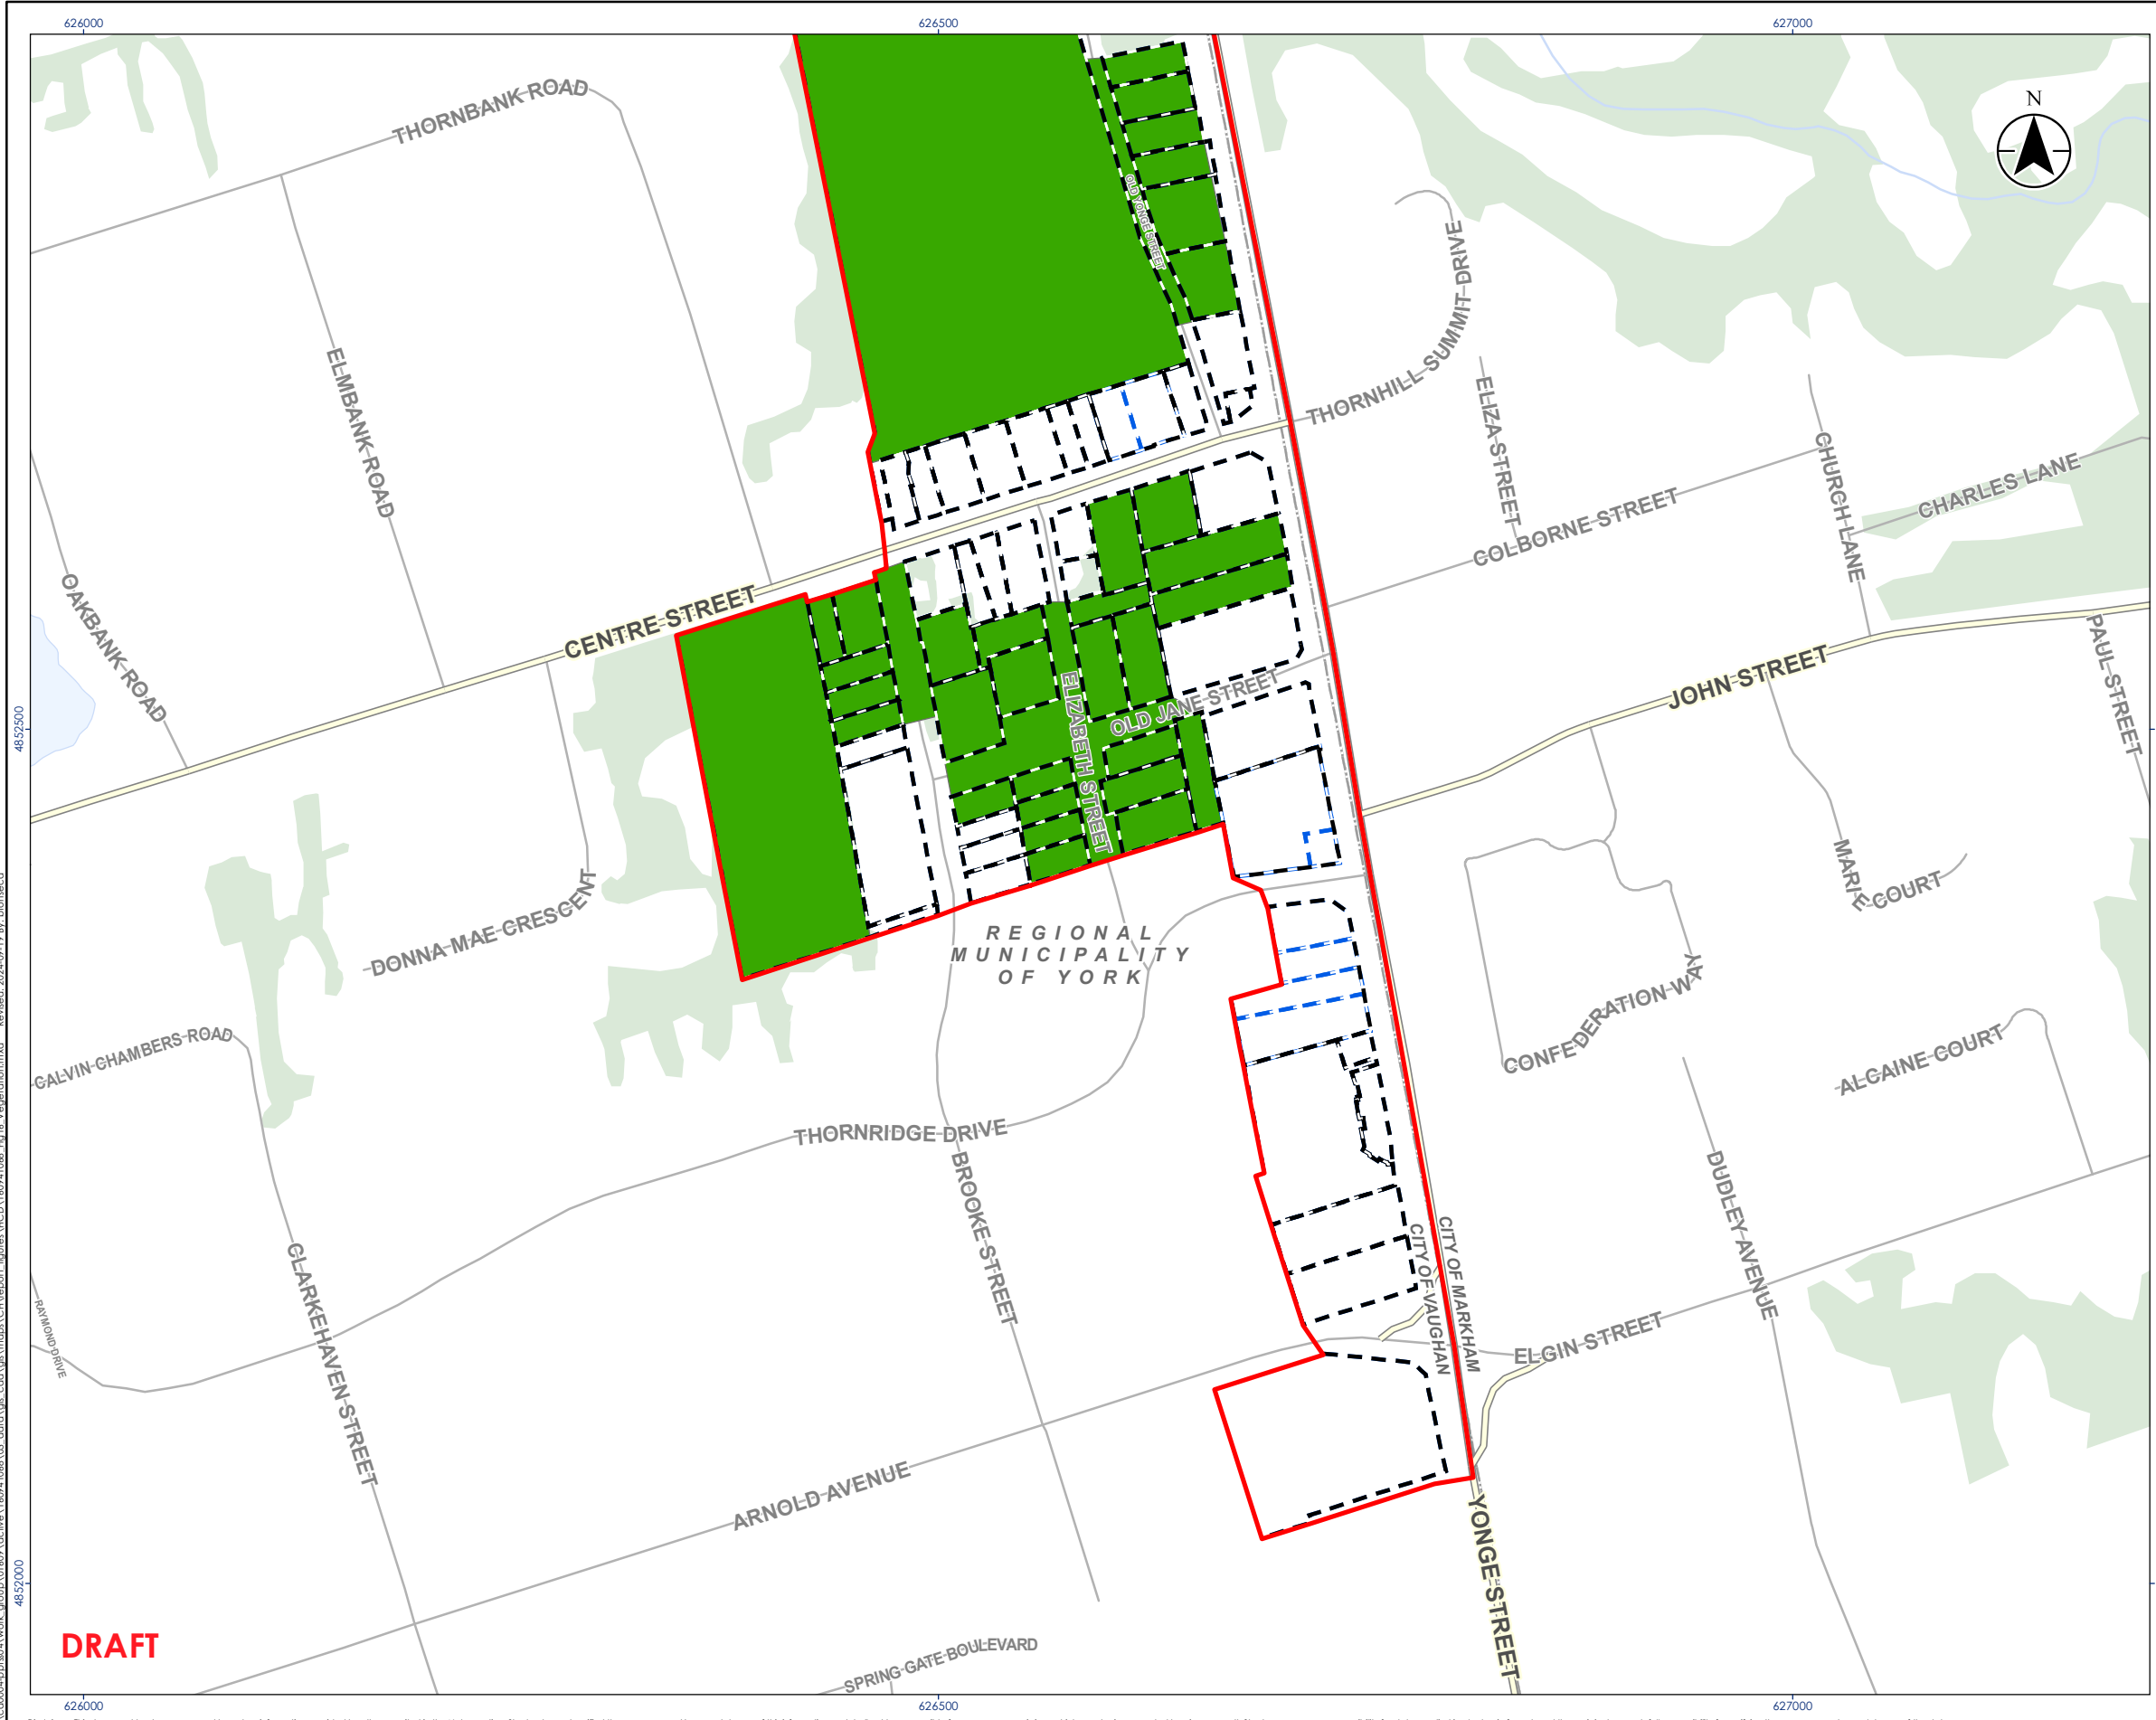 626000
626500
627000
N
THORNBANK ROAD
OLD YONGE STREET
THORNHILL SUMMIT DRIVE
ELMBANK ROAD
ELIZA STREET
CHURCH LANE
CHARLES LANE
COLBORNE STREET
OAKBANK ROAD
CENTRE STREET
JOHN STREET
PAUL STREET
4852500
ELIZABETH STREET
OLD JANE STREET
MARIE COURT
DONNA MAE CRESCENT
REGIONAL
MUNICIPALITY
OF YORK
CONFEDERATION WAY
CALVIN CHAMBERS ROAD
ALCAINE COURT
THORNRIDGE DRIVE
BROOKE STREET
DUDLEY AVENUE
CITY OF MARKHAM
CITY OF VAUGHAN
CLARKEHAVEN STREET
RAYMOND DRIVE
ELGIN STREET
ARNOLD AVENUE
YONGE STREET
4852000
DRAFT
SPRING GATE BOULEVARD
626000
626500
627000